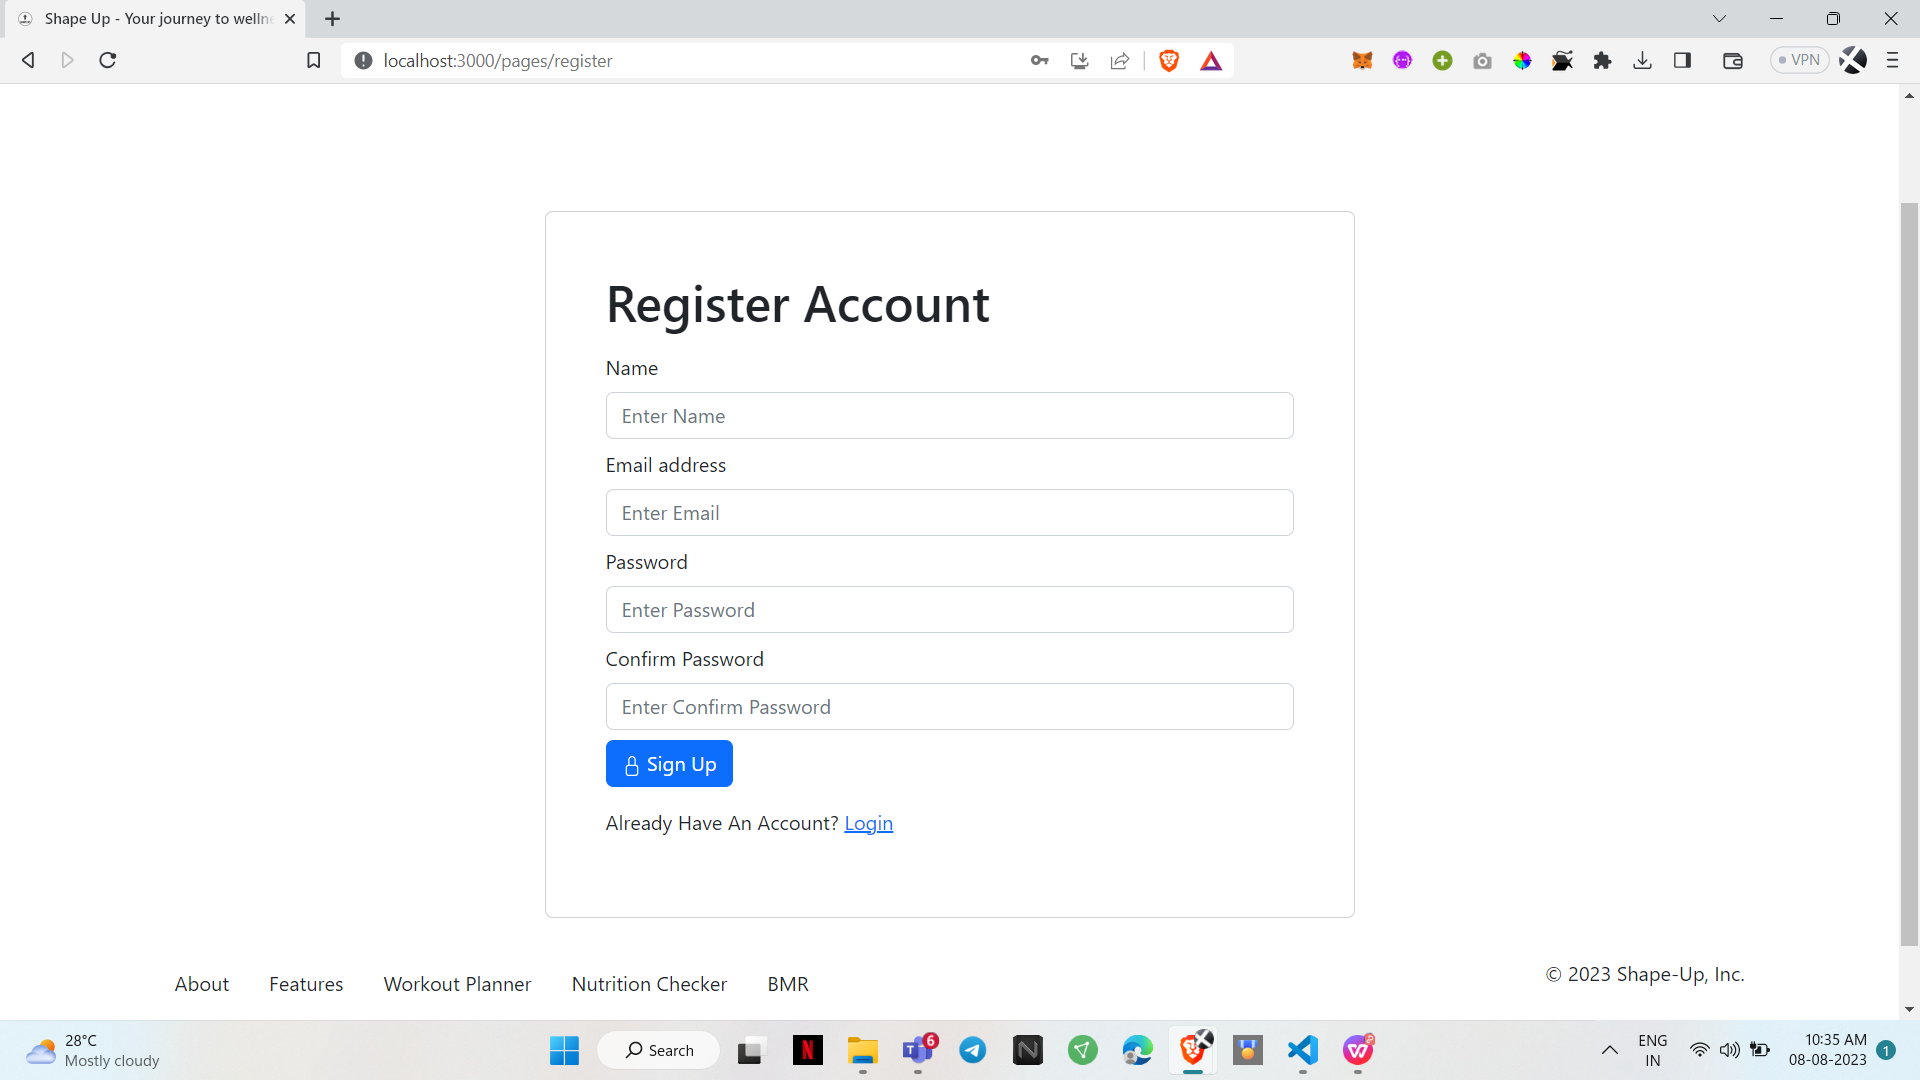 Shape Up - Your journey to wellne
localhost:3000/pages/register
VPN
Register Account
Name
Enter Name
Email address
Enter Email
Password
Enter Password
Confirm Password
Enter Confirm Password
Sign Up
Already Have An Account? Login
About Features Workout Planner Nutrition Checker BMR
© 2023 Shape-Up, Inc.
28°C
Mostly cloudy
Search
6
ENG
IN
10:35 AM
08-08-2023
1